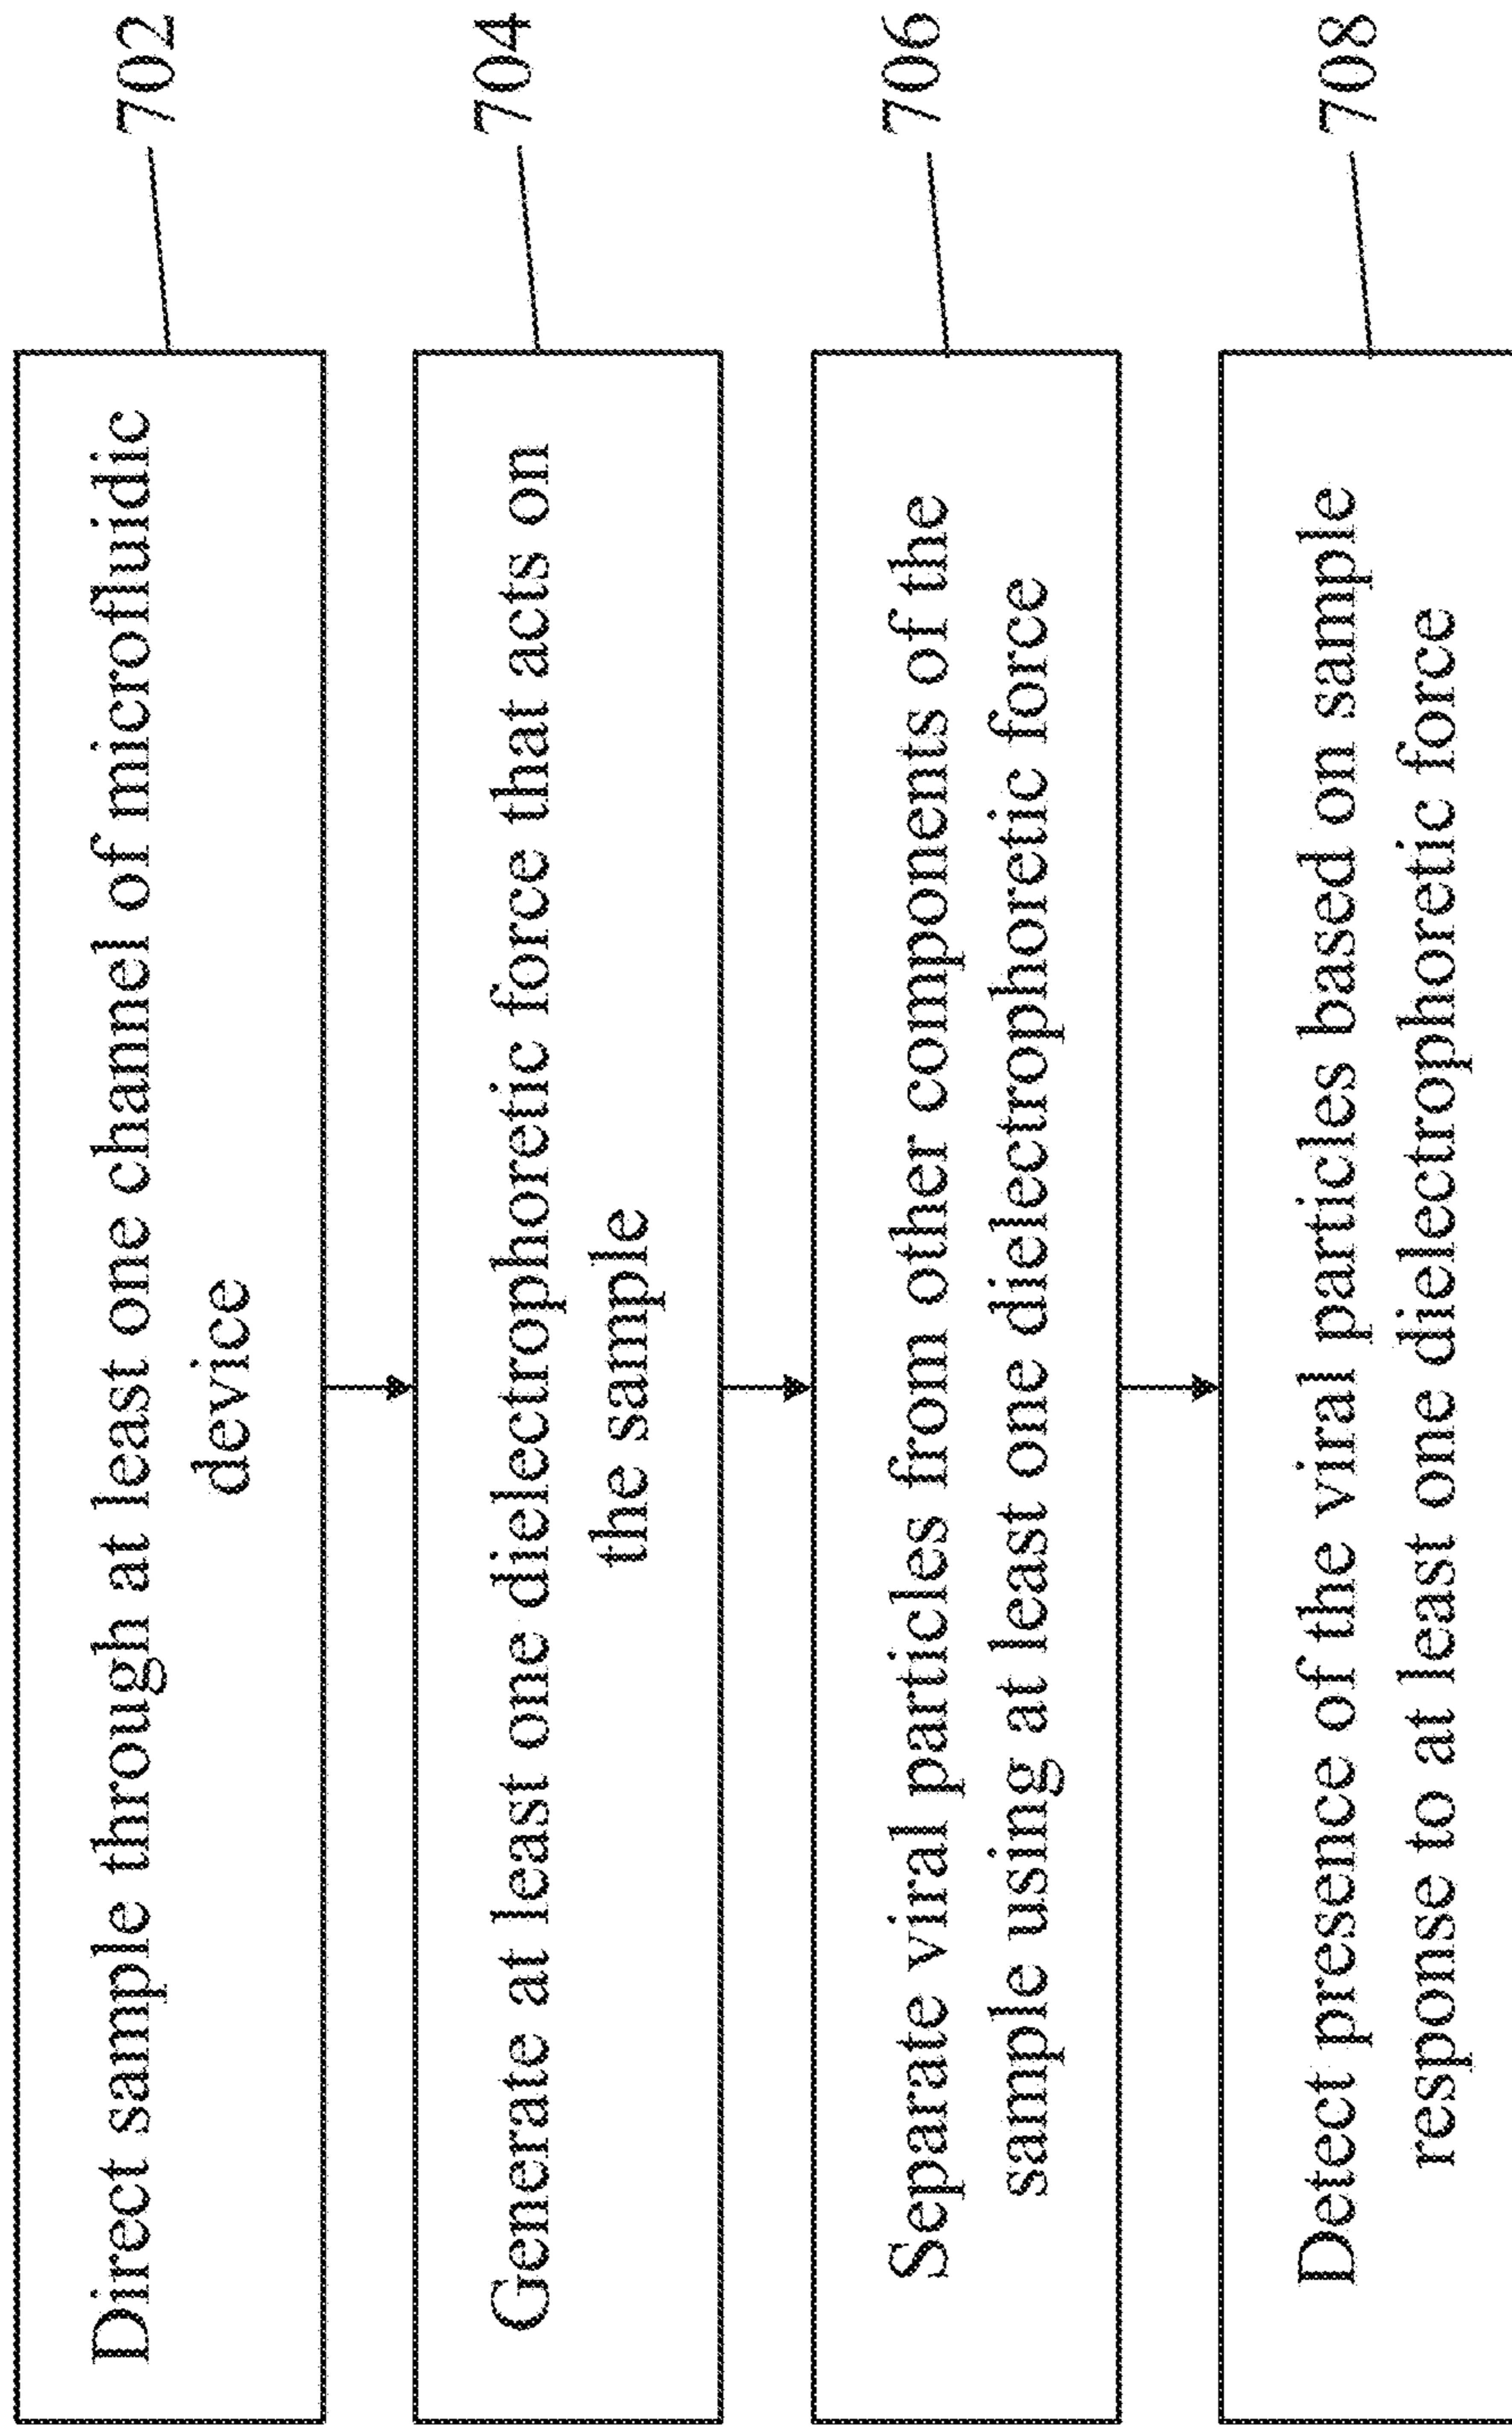 Direct sample through at least one channel of microfluidic
device
702
Generate at least one dielectrophoretic force that acts on
the sample
704
Separate viral particles from other components of the
sample using at least one dielectrophoretic force
706
Detect presence of the viral particles based on sample
response to at least one dielectrophoretic force
708